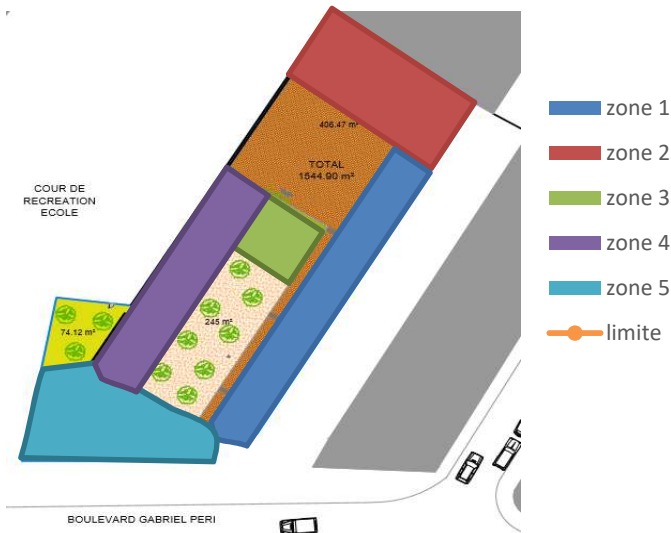 406.47 m²
TOTAL
1544.90 m²
COUR DE
RECREATION
ECOLE
74.12 m²
245 m²
BOULEVARD GABRIEL PERI
zone 1
zone 2
zone 3
zone 4
zone 5
limite